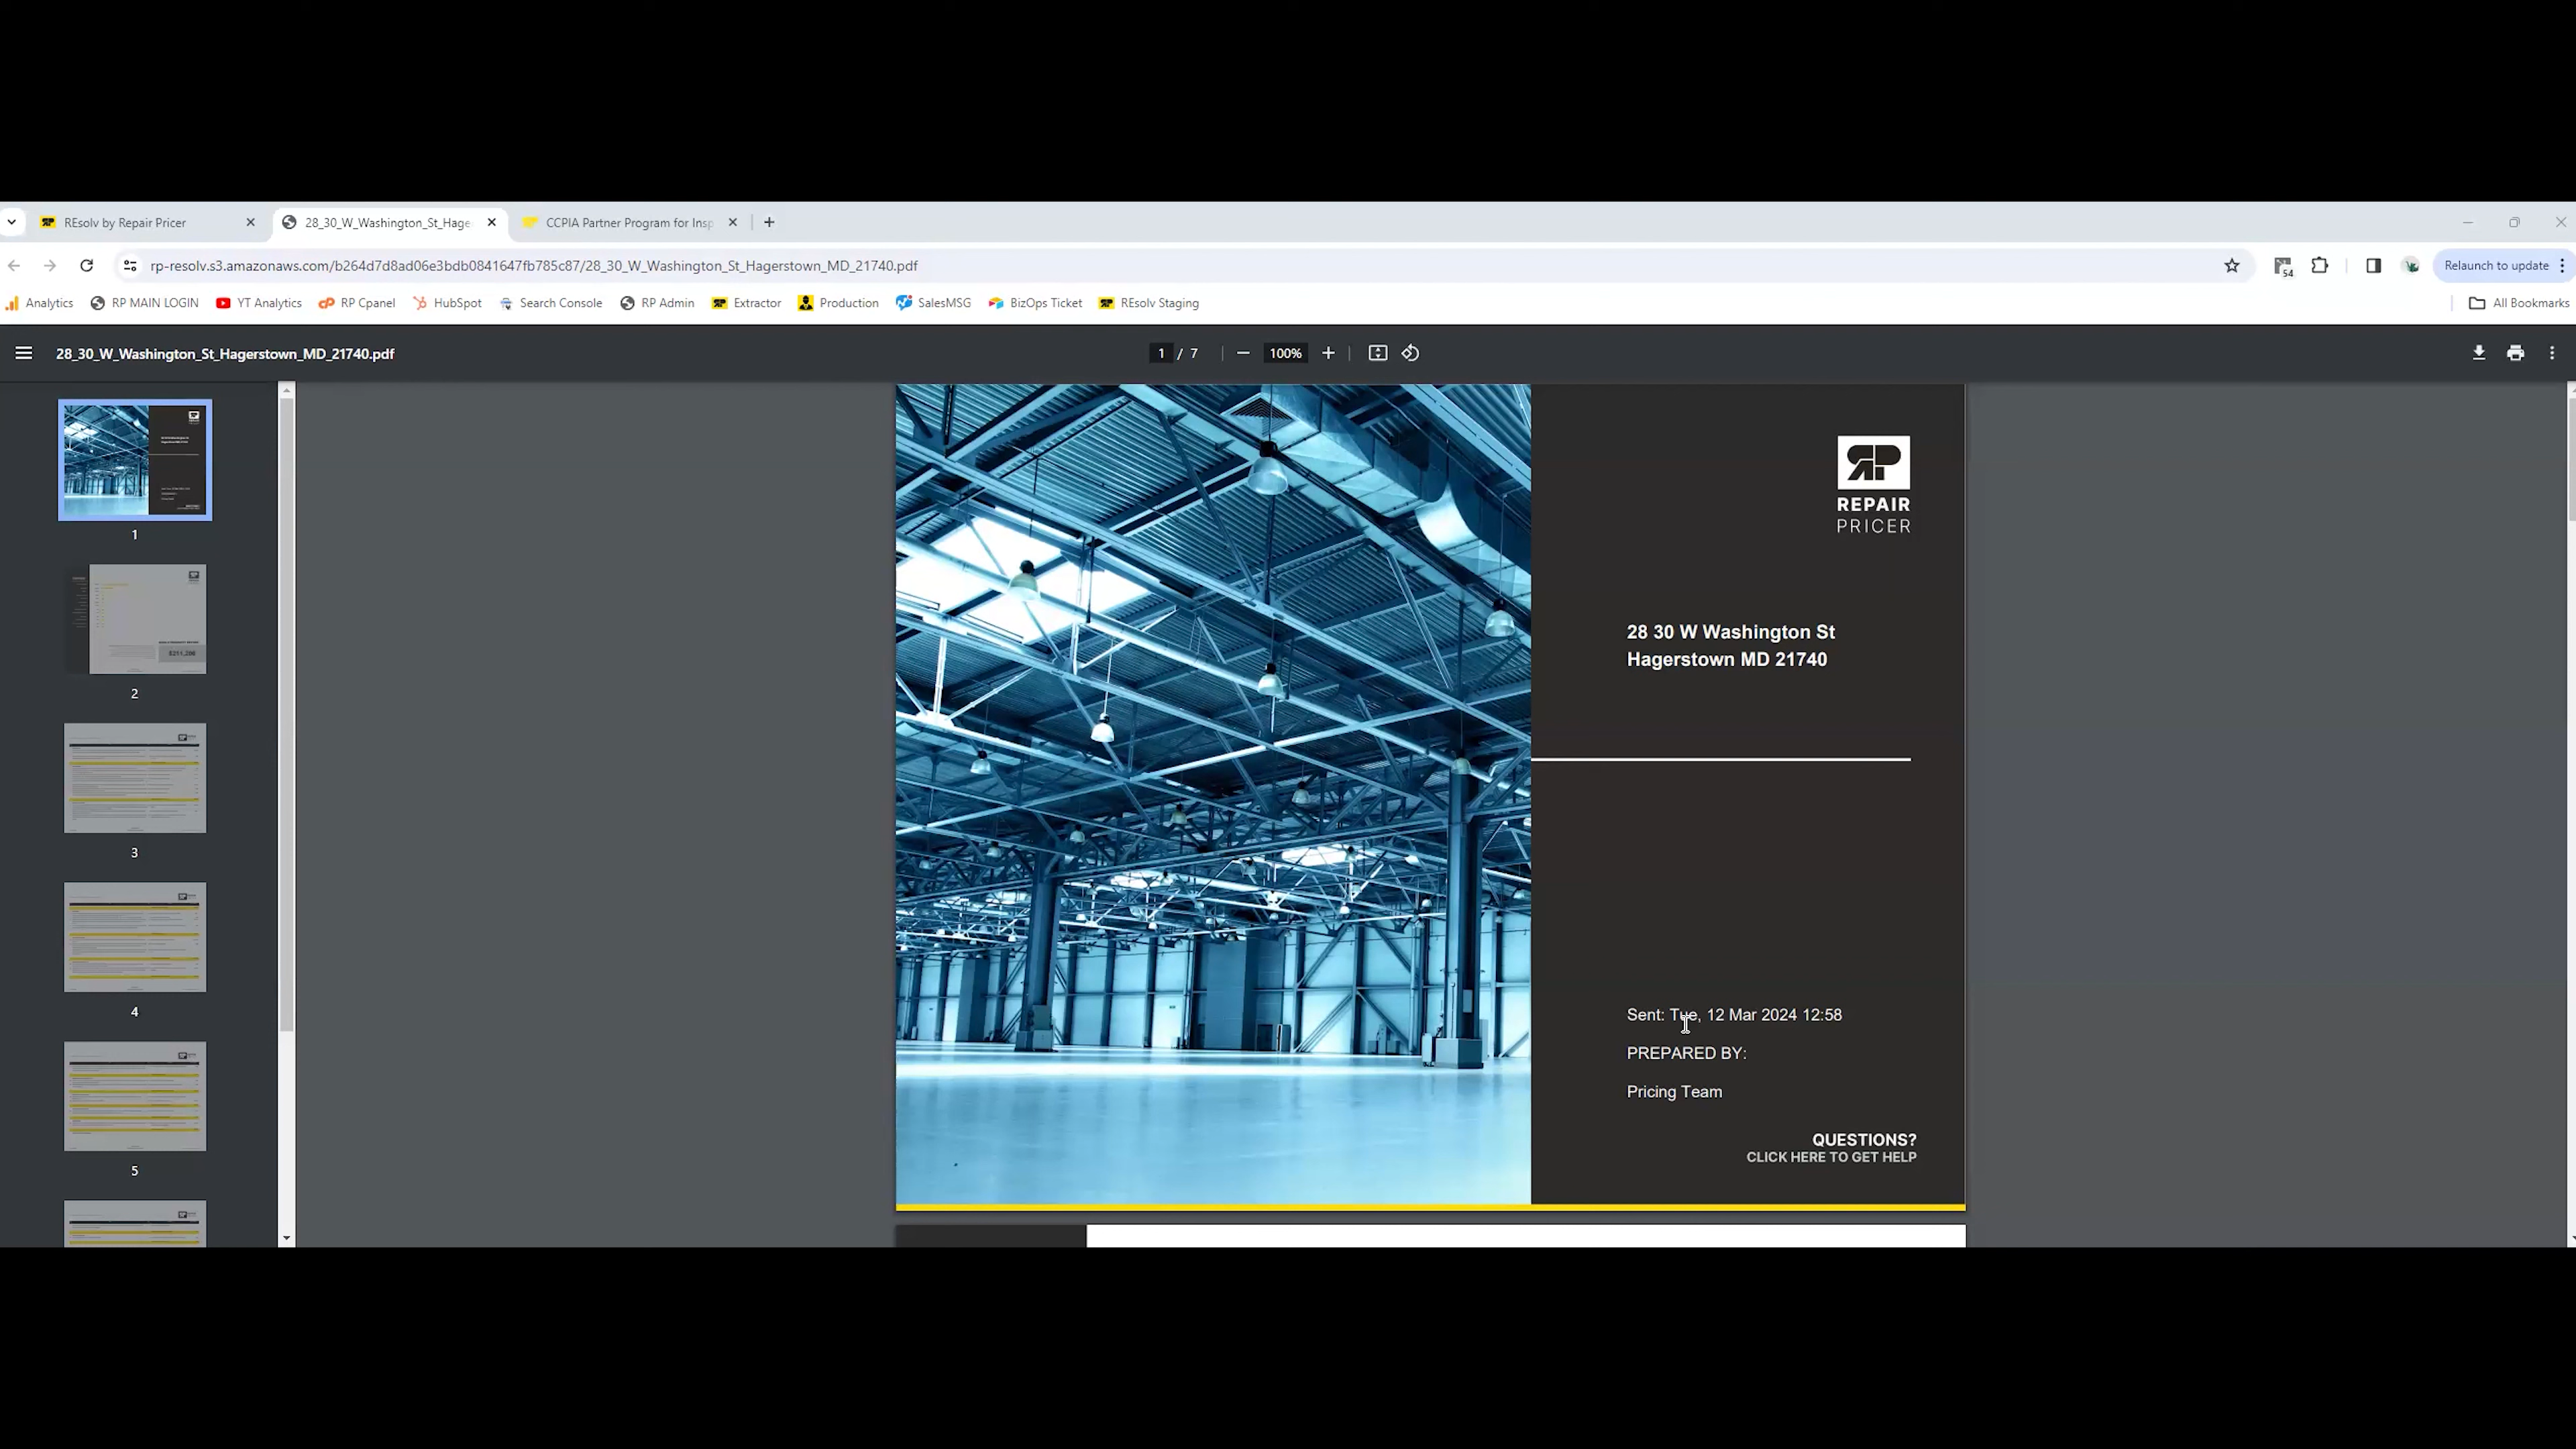 REsolv by Repair Pricer
28_30_W_Washington_St_Hage
CCPIA Partner Program for Insp
rp-resolv.s3.amazonaws.com/b264d7d8ad06e3bdb0841647fb785c87/28_30_W_Washington_St_Hagerstown_MD_21740.pdf
54
Relaunch to update
Analytics
RP MAIN LOGIN
YT Analytics
RP Cpanel
HubSpot
Search Console
RP Admin
Extractor
Production
SalesMSG
BizOps Ticket
REsolv Staging
All Bookmarks
28_30_W_Washington_St_Hagerstown_MD_21740.pdf
1 / 7
100%
1
2
3
4
5
RP
REPAIR
PRICER
28 30 W Washington St
Hagerstown MD 21740
Sent: Tue, 12 Mar 2024 12:58
PREPARED BY:
Pricing Team
QUESTIONS?
CLICK HERE TO GET HELP